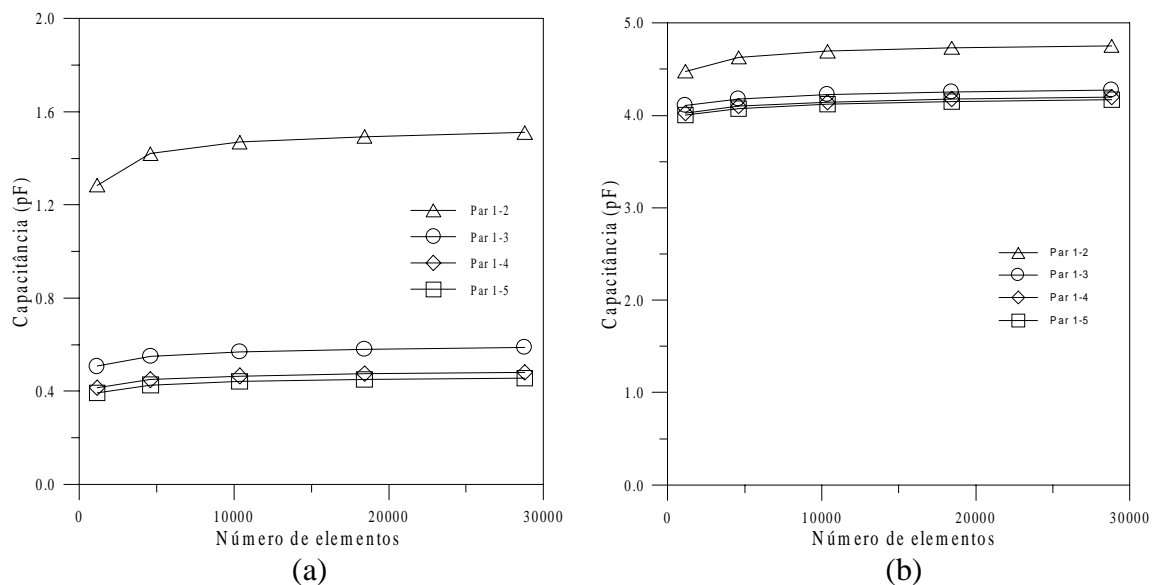 2.0
1.6
1.2
0.8
0.4
0.0
Capacitância (pF)
0
10000
20000
30000
Número de elementos
Par 1-2
Par 1-3
Par 1-4
Par 1-5
(a)
5.0
4.0
3.0
2.0
1.0
0.0
Capacitância (pF)
0
10000
20000
30000
Número de elementos
Par 1-2
Par 1-3
Par 1-4
Par 1-5
(b)